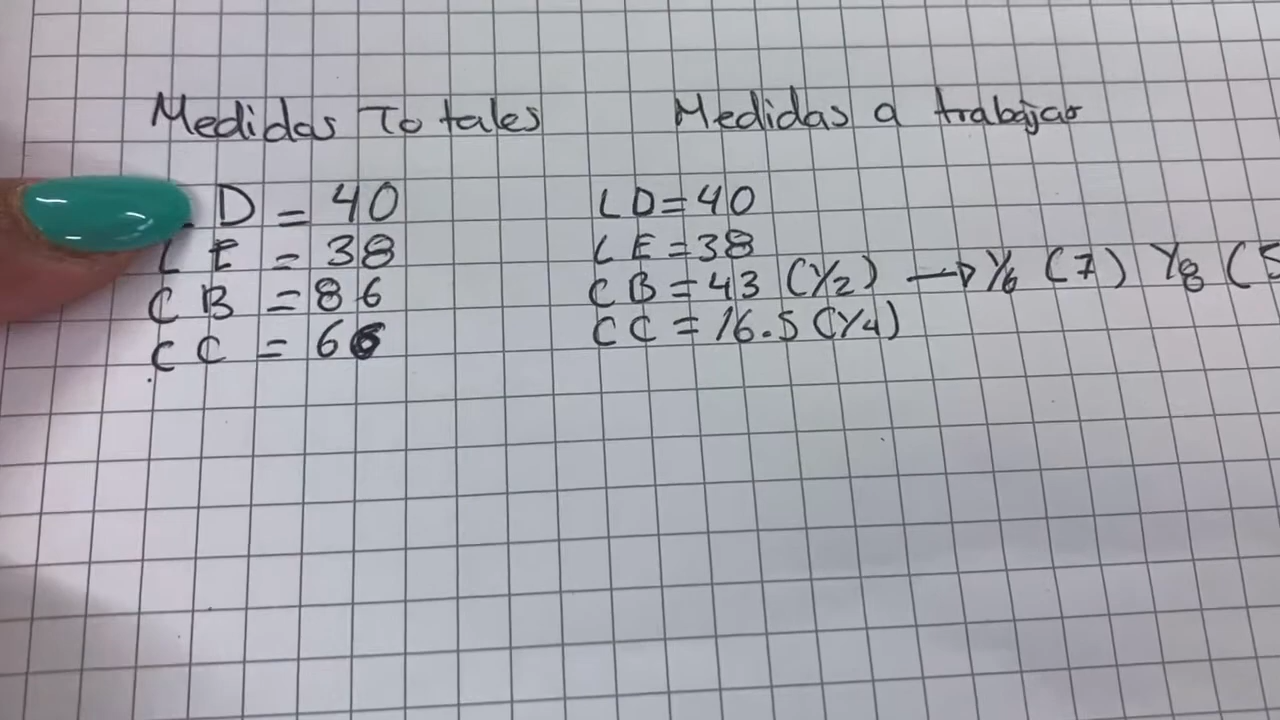 Medidas Totales
D = 40
LE = 38
CB = 86
CC = 66
Medidas a trabajar
LD = 40
LE = 38
CB = 43 (1/2) → 1/6 (7) 1/8 (5
CC = 16.5 (1/4)